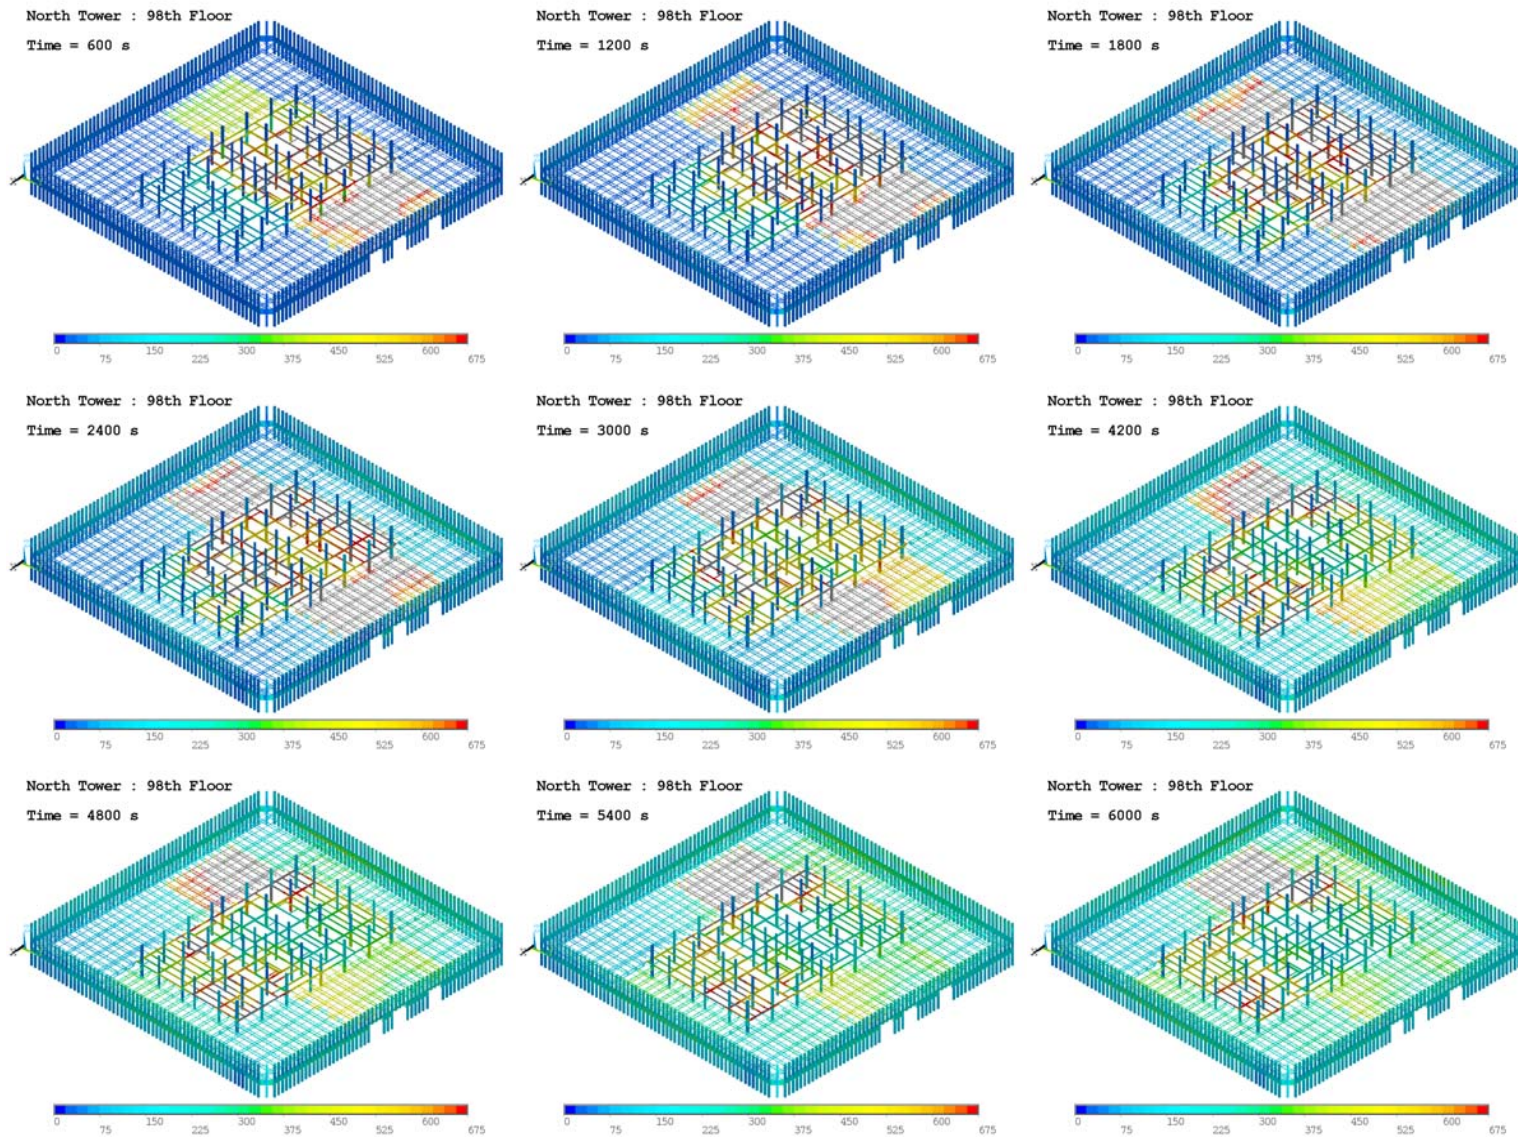 North Tower : 98th Floor
Time = 600 s
0 75 150 225 300 375 450 525 600 675
North Tower : 98th Floor
Time = 1200 s
0 75 150 225 300 375 450 525 600 675
North Tower : 98th Floor
Time = 1800 s
0 75 150 225 300 375 450 525 600 675
North Tower : 98th Floor
Time = 2400 s
0 75 150 225 300 375 450 525 600 675
North Tower : 98th Floor
Time = 3000 s
0 75 150 225 300 375 450 525 600 675
North Tower : 98th Floor
Time = 4200 s
0 75 150 225 300 375 450 525 600 675
North Tower : 98th Floor
Time = 4800 s
0 75 150 225 300 375 450 525 600 675
North Tower : 98th Floor
Time = 5400 s
0 75 150 225 300 375 450 525 600 675
North Tower : 98th Floor
Time = 6000 s
0 75 150 225 300 375 450 525 600 675